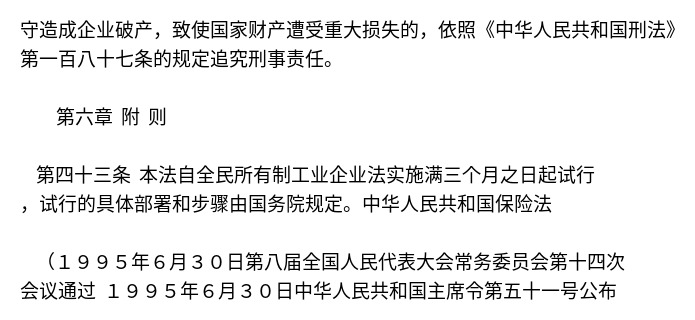 守造成企业破产，致使国家财产遭受重大损失的，依照《中华人民共和国刑法》
第一百八十七条的规定追究刑事责任。
第六章 附 则
第四十三条 本法自全民所有制工业企业法实施满三个月之日起试行
，试行的具体部署和步骤由国务院规定。中华人民共和国保险法
（１９９５年６月３０日第八届全国人民代表大会常务委员会第十四次
会议通过 １９９５年６月３０日中华人民共和国主席令第五十一号公布